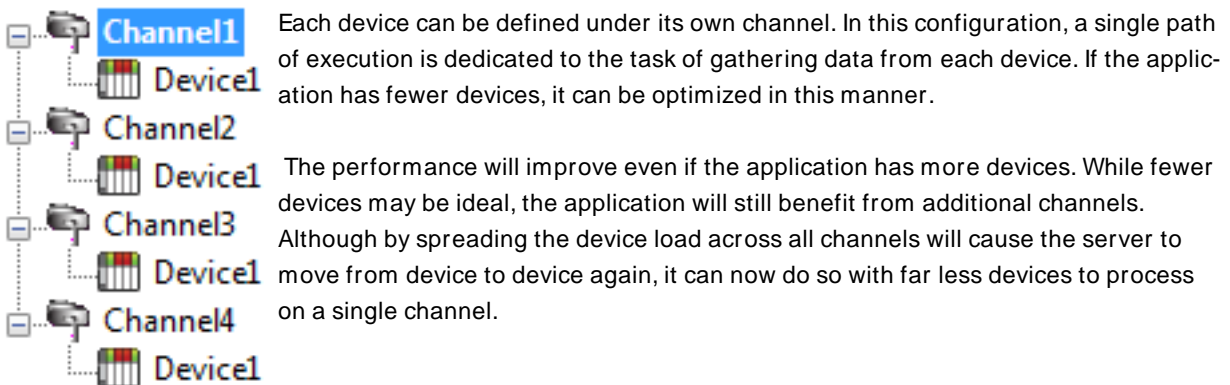 Channel1
Device1
Channel2
Device1
Channel3
Device1
Channel4
Device1
Each device can be defined under its own channel. In this configuration, a single path
of execution is dedicated to the task of gathering data from each device. If the applic-
ation has fewer devices, it can be optimized in this manner.
The performance will improve even if the application has more devices. While fewer
devices may be ideal, the application will still benefit from additional channels.
Although by spreading the device load across all channels will cause the server to
move from device to device again, it can now do so with far less devices to process
on a single channel.